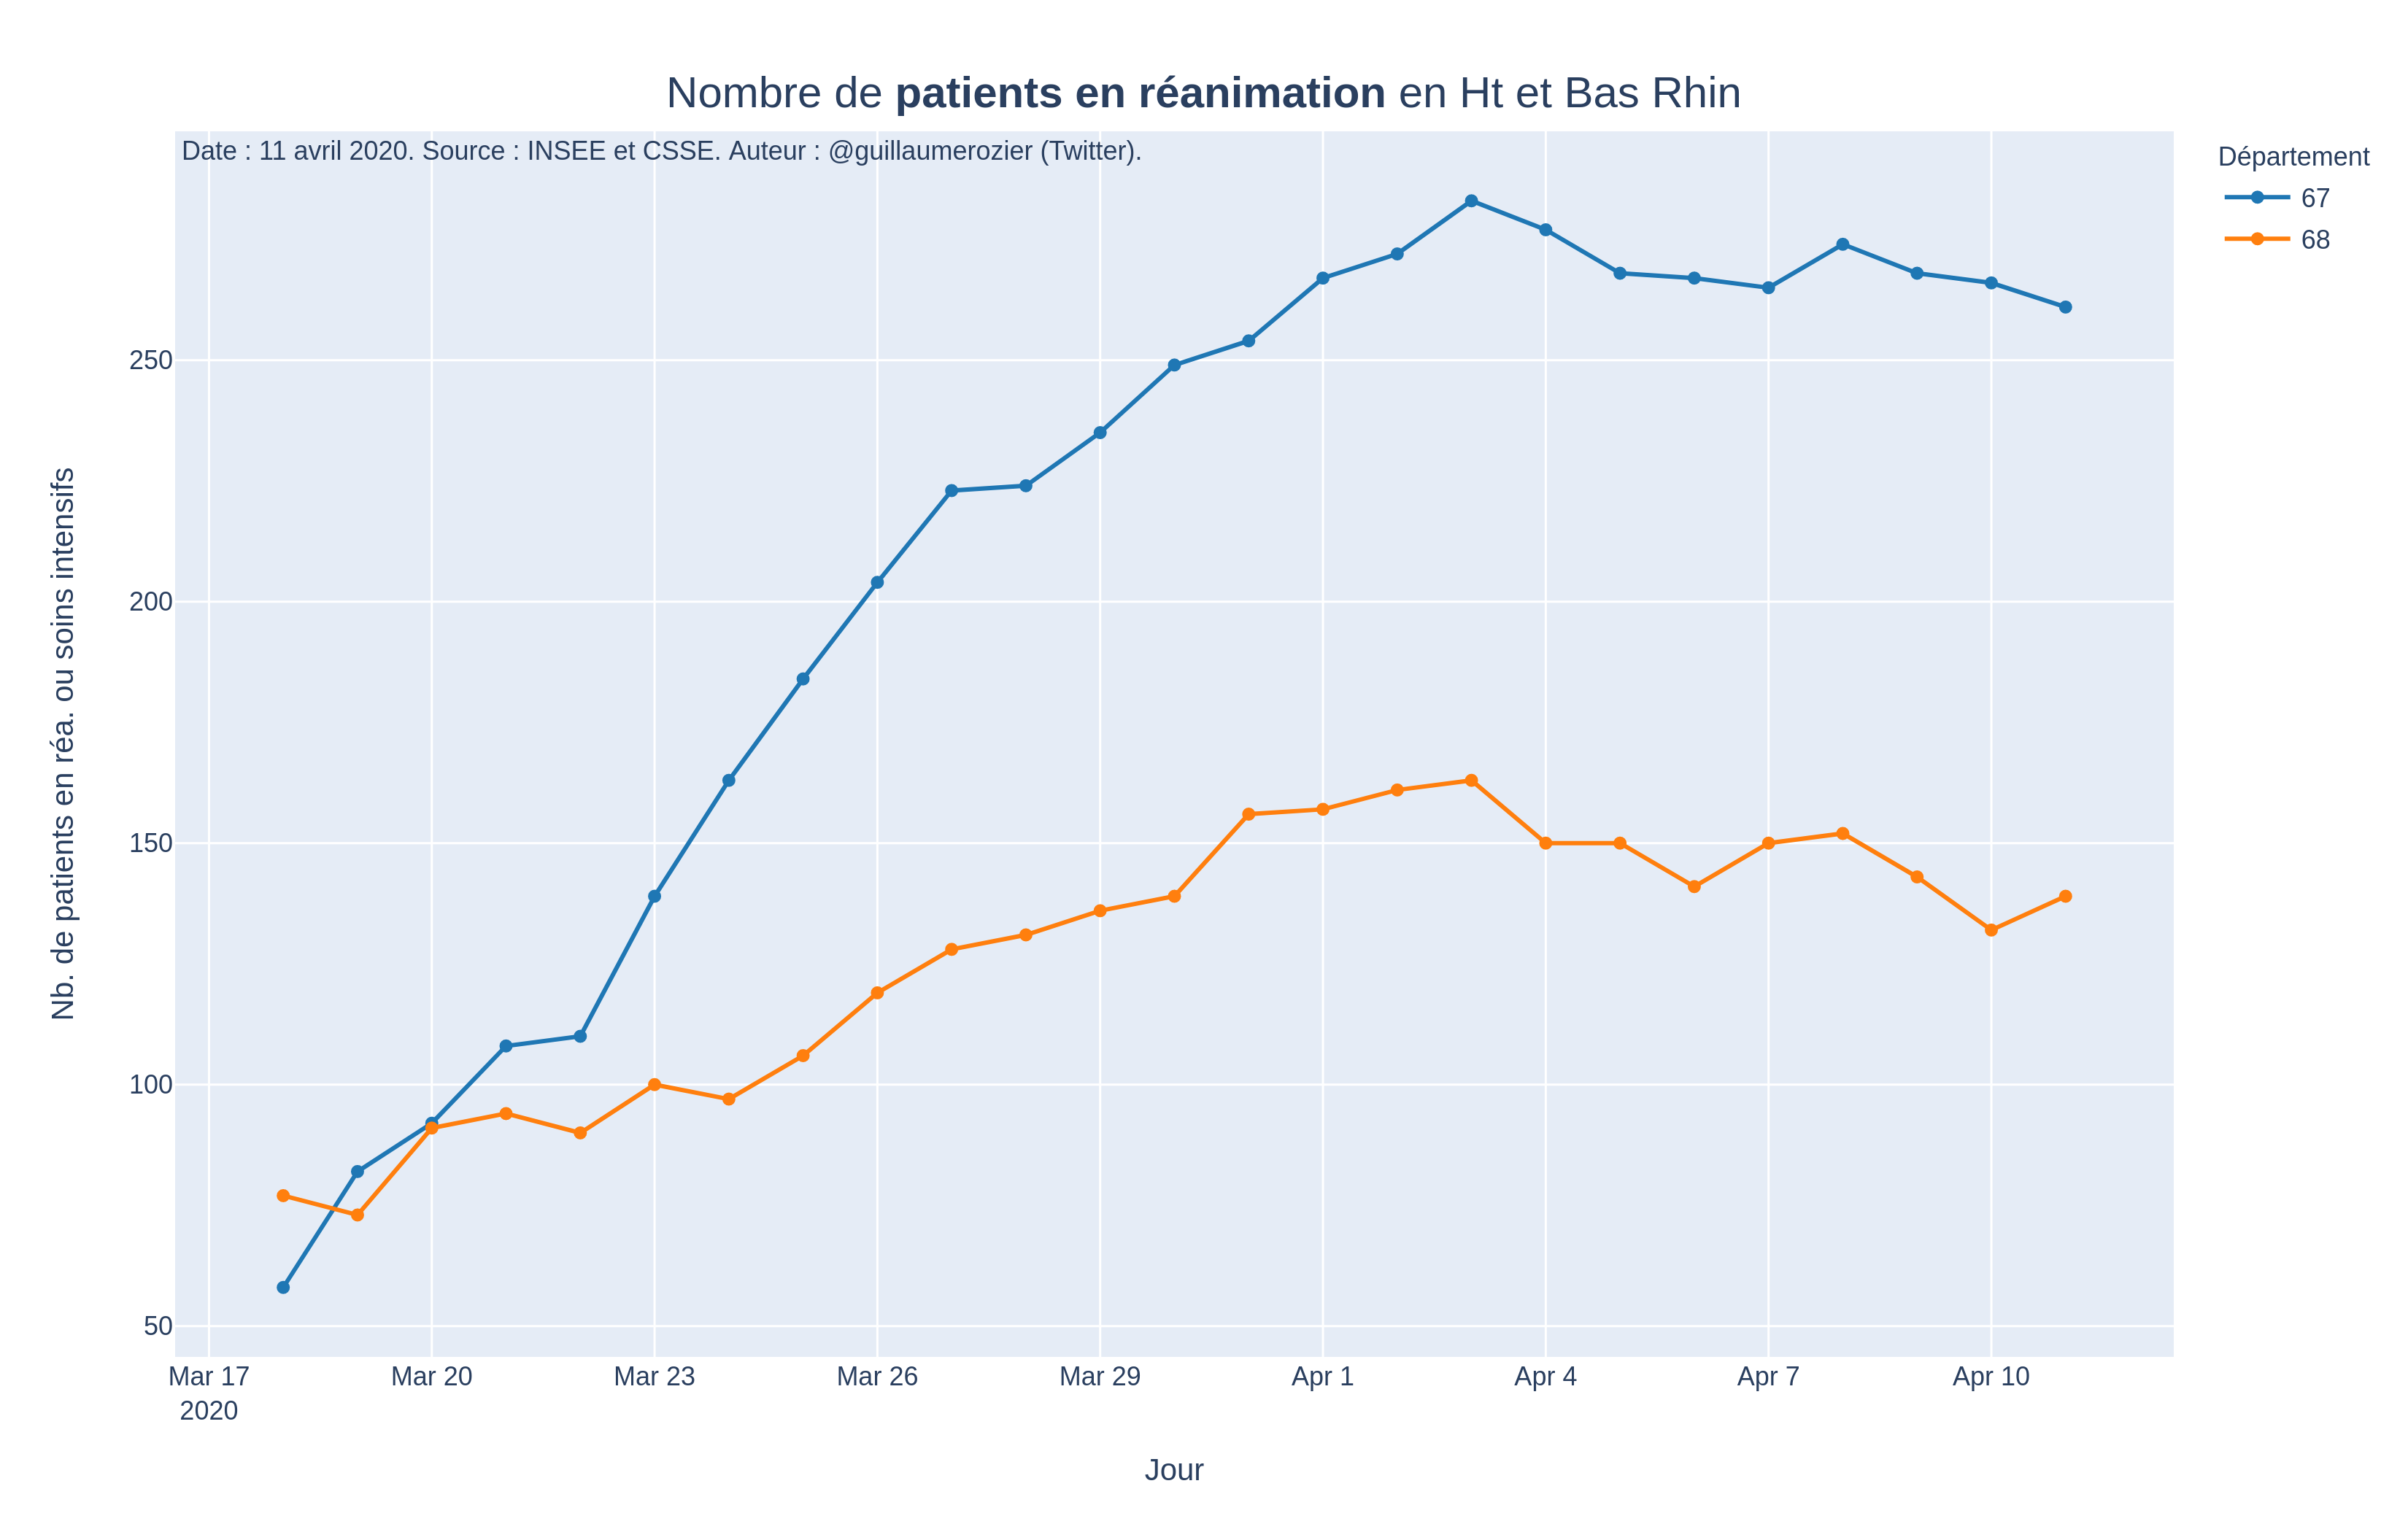 Nombre de patients en réanimation en Ht et Bas Rhin
Date : 11 avril 2020. Source : INSEE et CSSE. Auteur : @guillaumerozier (Twitter).
Département
67
68
Nb. de patients en réa. ou soins intensifs
250
200
150
100
50
Mar 17
2020
Mar 20
Mar 23
Mar 26
Mar 29
Apr 1
Apr 4
Apr 7
Apr 10
Jour